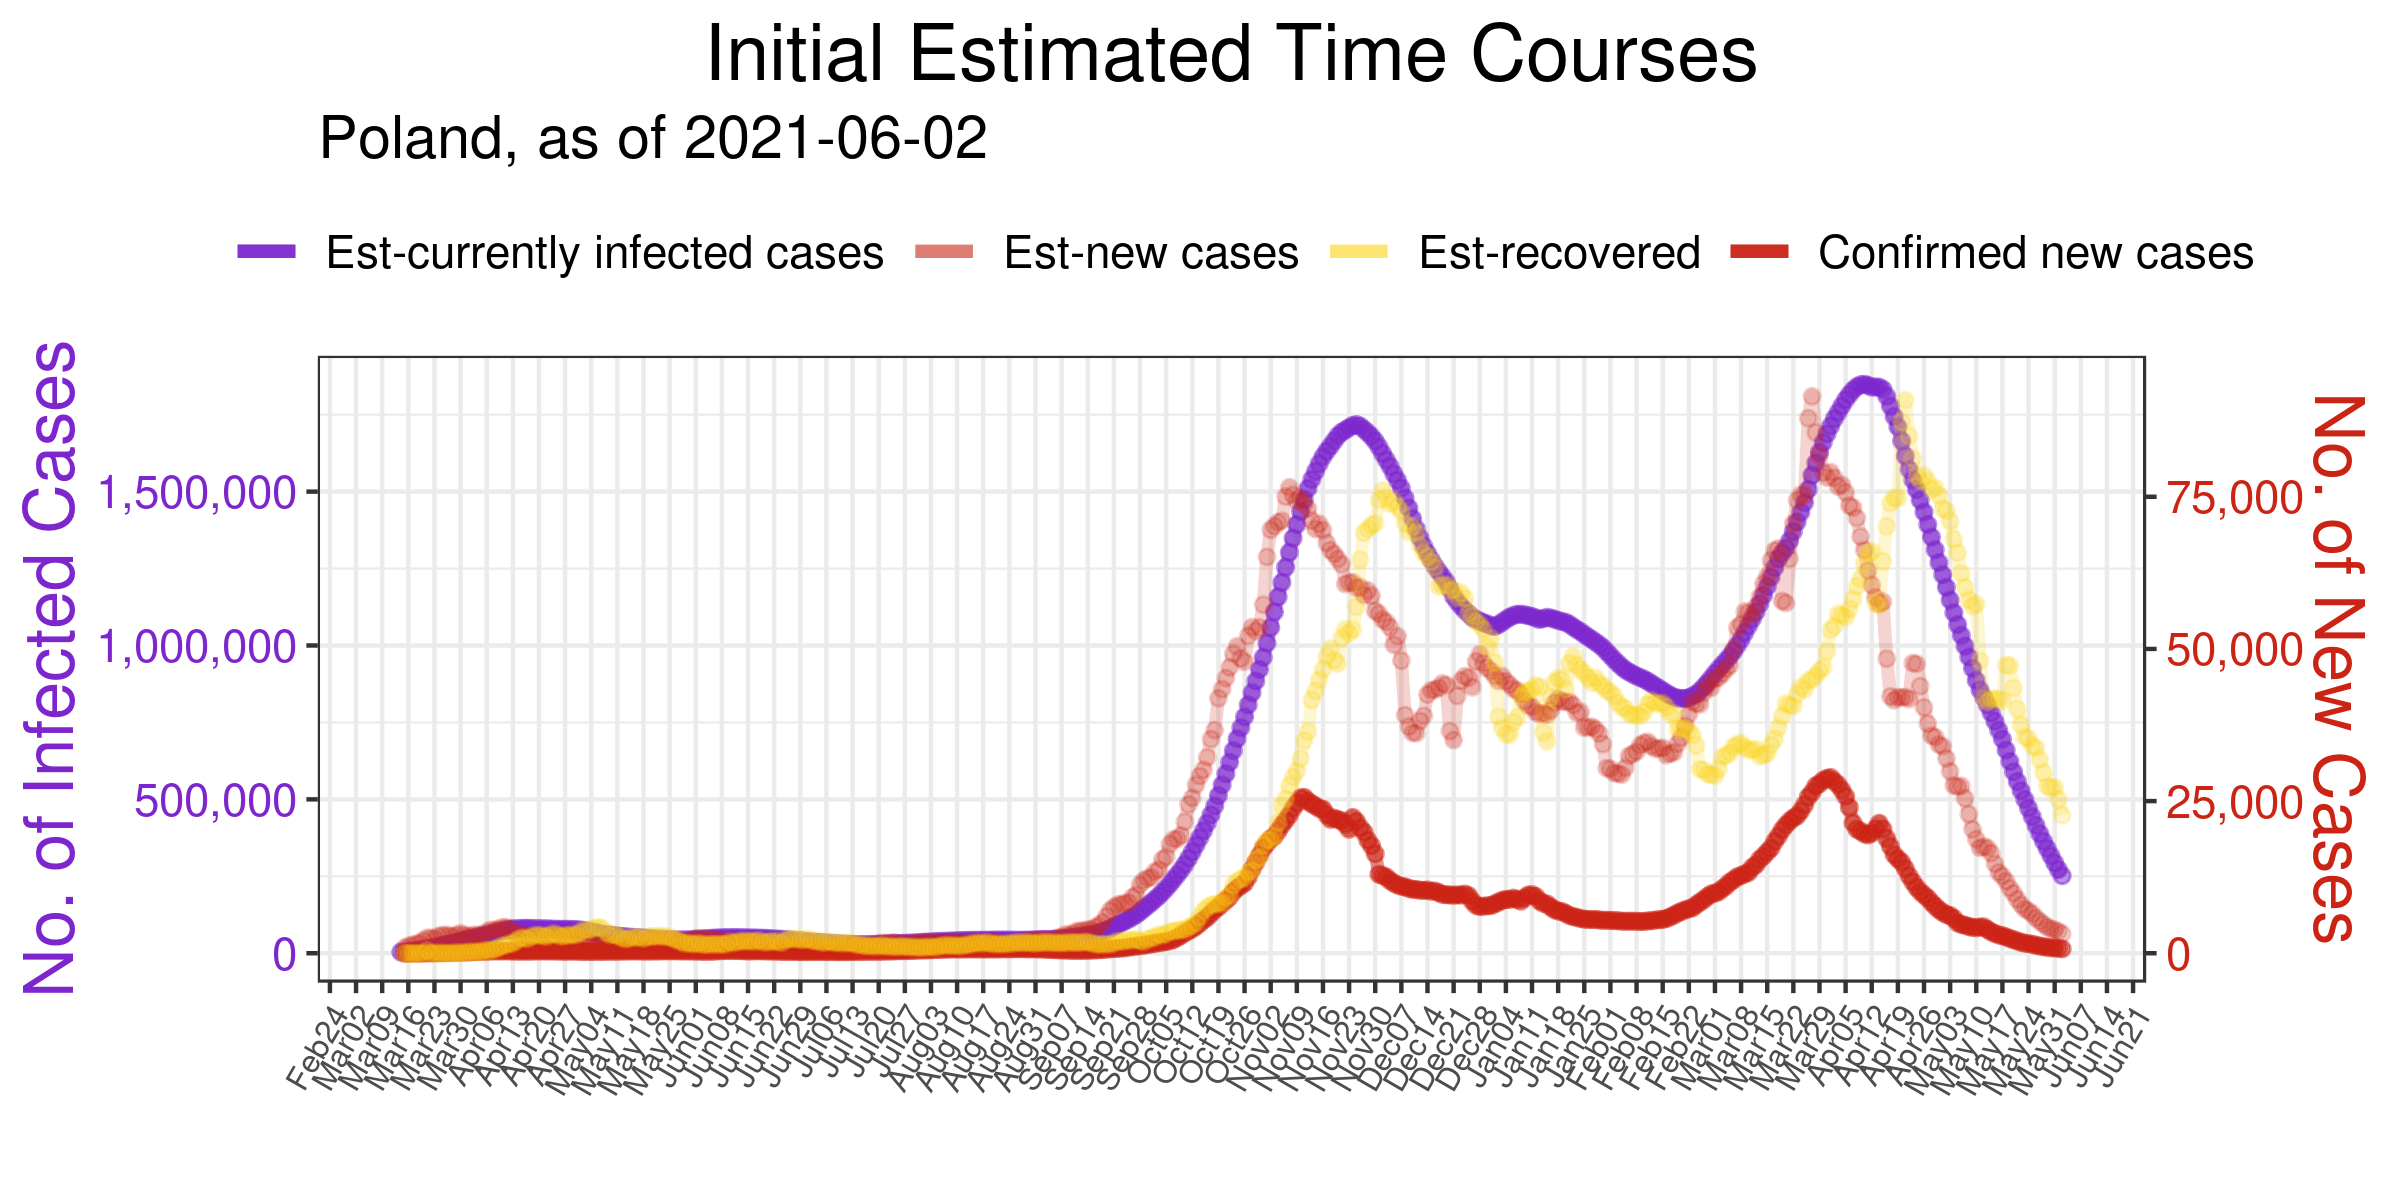 Initial Estimated Time Courses
Poland, as of 2021-06-02
Est-currently infected cases Est-new cases Est-recovered Confirmed new cases
No. of Infected Cases
1,500,000
1,000,000
500,000
0
75,000
50,000
25,000
0
No. of New Cases
Feb24 Mar02 Mar09 Mar16 Mar23 Mar30 Apr06 Apr13 Apr20 Apr27 May04 May11 May18 May25 Jun01 Jun08 Jun15 Jun22 Jun29 Jul06 Jul13 Jul20 Jul27 Aug03 Aug10 Aug17 Aug24 Aug31 Sep07 Sep14 Sep21 Sep28 Oct05 Oct12 Oct19 Oct26 Nov02 Nov09 Nov16 Nov23 Nov30 Dec07 Dec14 Dec21 Dec28 Jan04 Jan11 Jan18 Jan25 Feb01 Feb08 Feb15 Feb22 Mar01 Mar08 Mar15 Mar22 Mar29 Apr05 Apr12 Apr19 Apr26 May03 May10 May17 May24 May31 Jun07 Jun14 Jun21